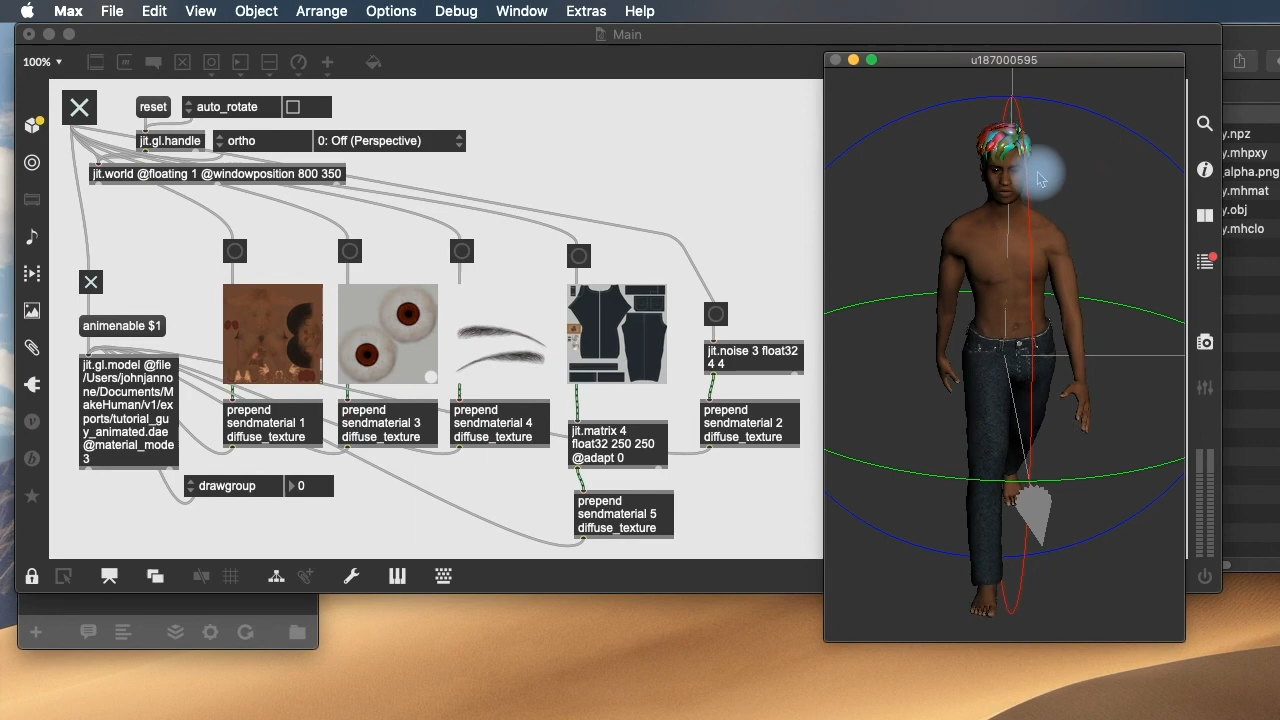 Max File Edit View Object Arrange Options Debug Window Extras Help
Main
100%
u187000595
reset
auto_rotate
jit.gl.handle
ortho
0: Off (Perspective)
jit.world @floating 1 @windowposition 800 350
animenable $1
jit.gl.model @file
/Users/johnjanno
ne/Documents/M
akeHuman/v1/ex
ports/tutorial_gu
y_animated.dae
@material_mode
3
prepend
sendmaterial 1
diffuse_texture
prepend
sendmaterial 3
diffuse_texture
prepend
sendmaterial 4
diffuse_texture
jit.matrix 4
float32 250 250
@adapt 0
prepend
sendmaterial 5
diffuse_texture
jit.noise 3 float32
4 4
prepend
sendmaterial 2
diffuse_texture
drawgroup
0
y.npz
y.mhpxy
_alpha.png
y.mhmat
y.obj
y.mhclo